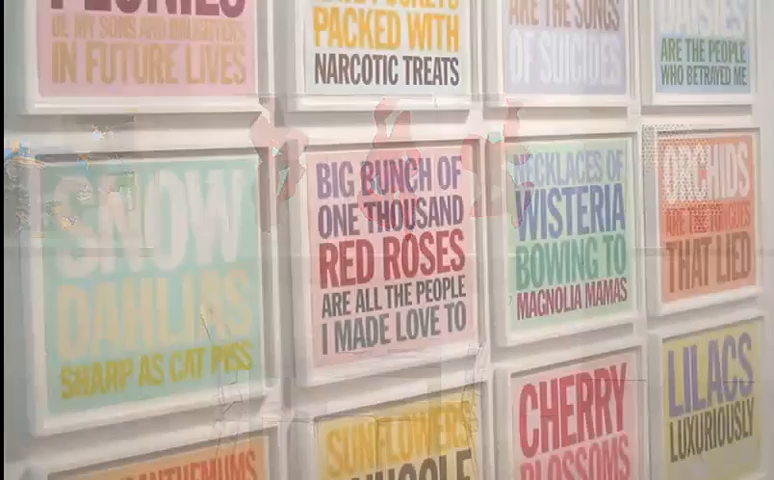 PEONIES
OF MY SONS AND DAUGHTERS
IN FUTURE LIVES
PACKED WITH
NARCOTIC TREATS
ARE THE SONGS
OF SUICIDES
DAISIES
ARE THE PEOPLE
WHO BETRAYED ME
SNOW
DAHLIAS
SHARP AS CAT PISS
BIG BUNCH OF
ONE THOUSAND
RED ROSES
ARE ALL THE PEOPLE
I MADE LOVE TO
NECKLACES OF
WISTERIA
BOWING TO
MAGNOLIA MAMAS
ORCHIDS
ARE THE
THAT LIED
SUNFLOWERS
CHERRY
BLOSSOMS
LILACS
LUXURIOUSLY